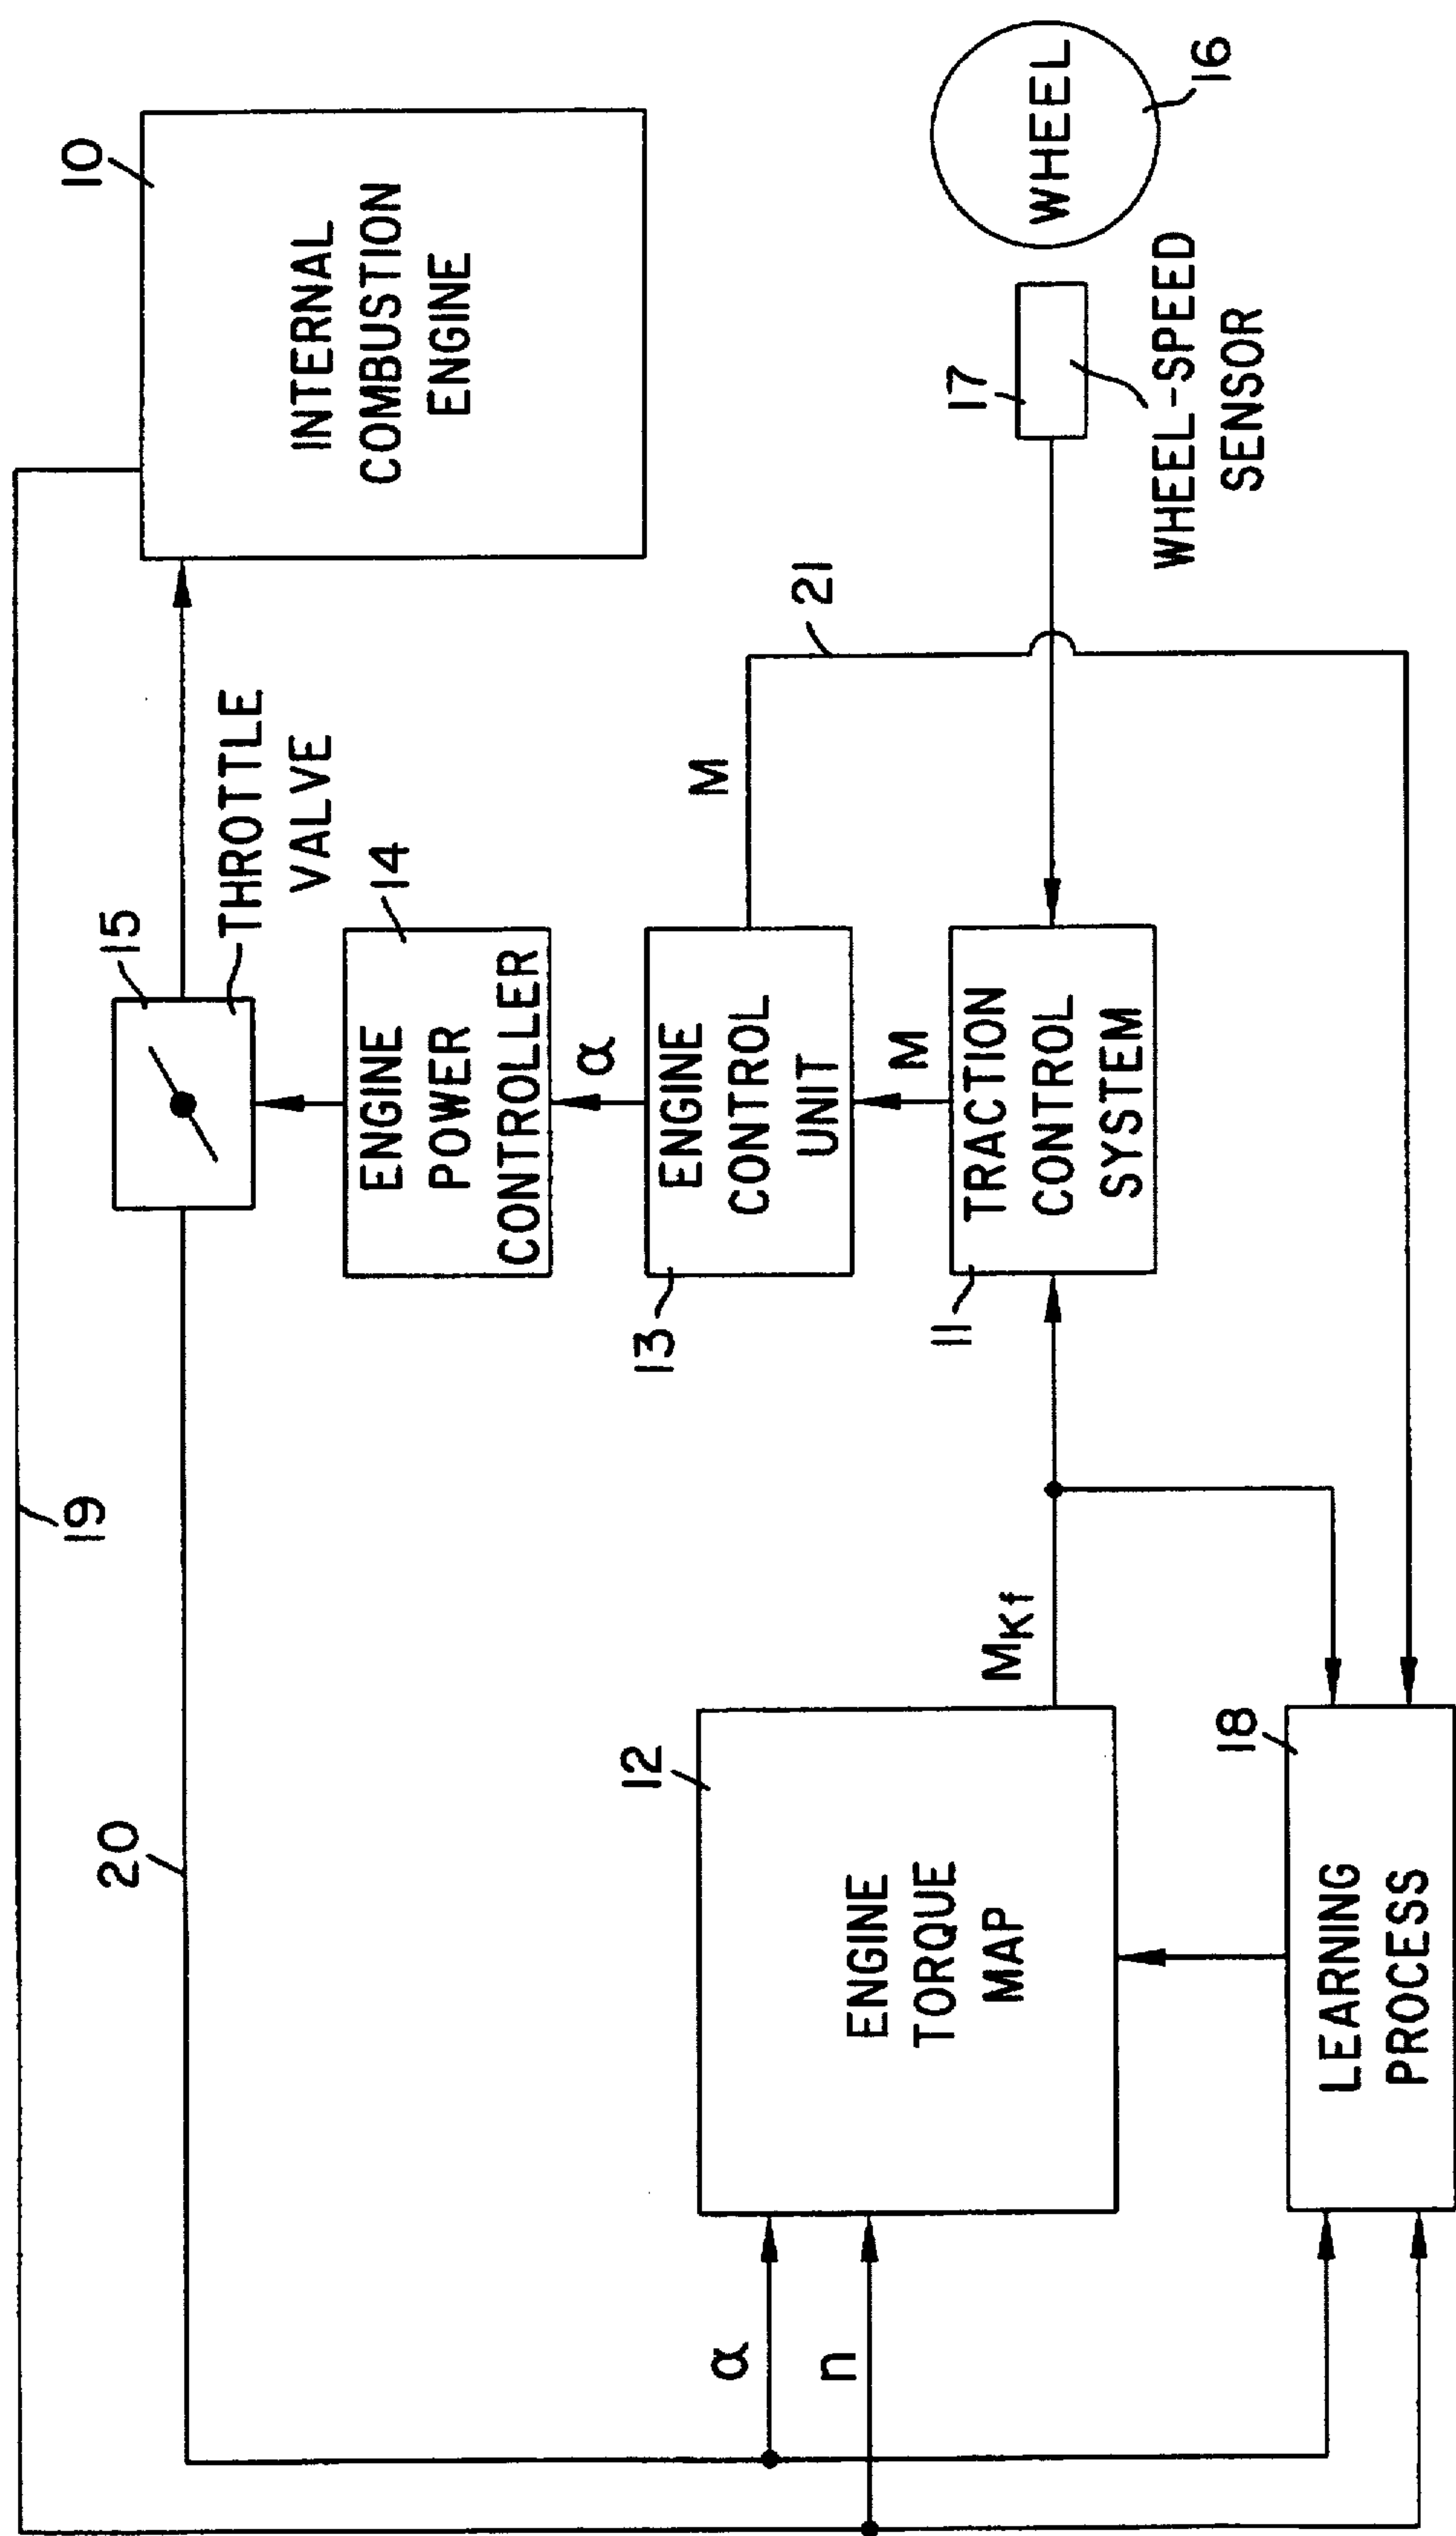 19
10
INTERNAL
COMBUSTION
ENGINE
20
15
THROTTLE
VALVE
14
ENGINE
POWER
CONTROLLER
α
13
ENGINE
CONTROL
UNIT
M
21
M
α
n
12
ENGINE
TORQUE
MAP
MKf
11
TRACTION
CONTROL
SYSTEM
17
WHEEL-SPEED
SENSOR
WHEEL
16
18
LEARNING
PROCESS